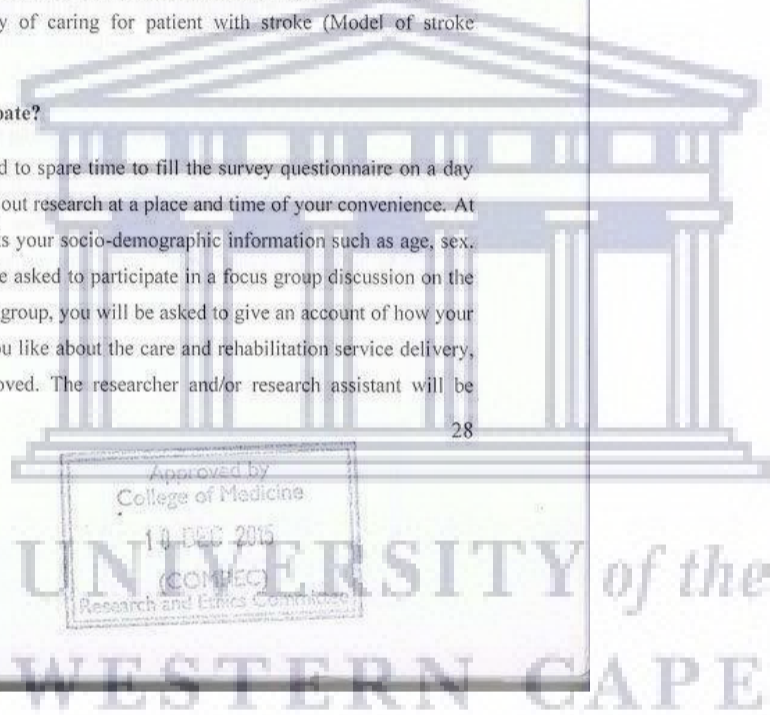 y of caring for patient with stroke (Model of stroke
pate?
d to spare time to fill the survey questionnaire on a day
out research at a place and time of your convenience. At
s your socio-demographic information such as age, sex.
e asked to participate in a focus group discussion on the
group, you will be asked to give an account of how your
u like about the care and rehabilitation service delivery,
oved. The researcher and/or research assistant will be
28
Approved by
College of Medicine
10 DEC 2015
(COMREC)
Research and Ethics Committee
UNIVERSITY of the
WESTERN CAPE